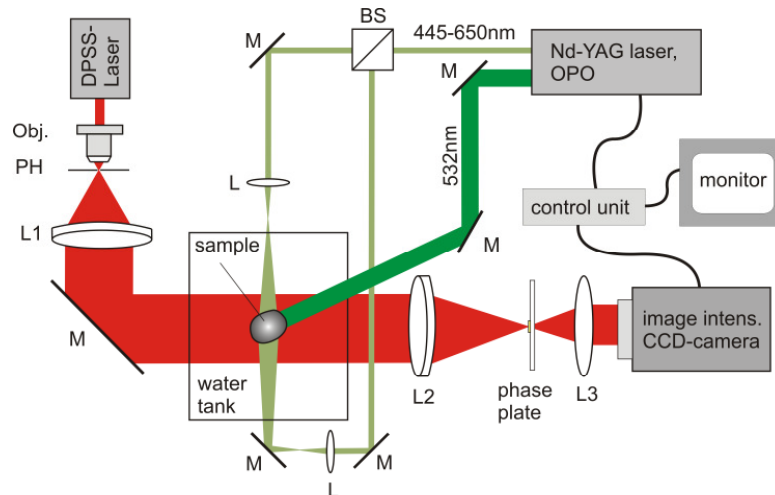 BS
445-650nm
M
DPSS-
Laser
Nd-YAG laser,
OPO
M
Obj.
PH
532nm
L
monitor
control unit
L1
sample
M
M
image intens.
CCD-camera
water
tank
L2
phase
plate
L3
M
M
L